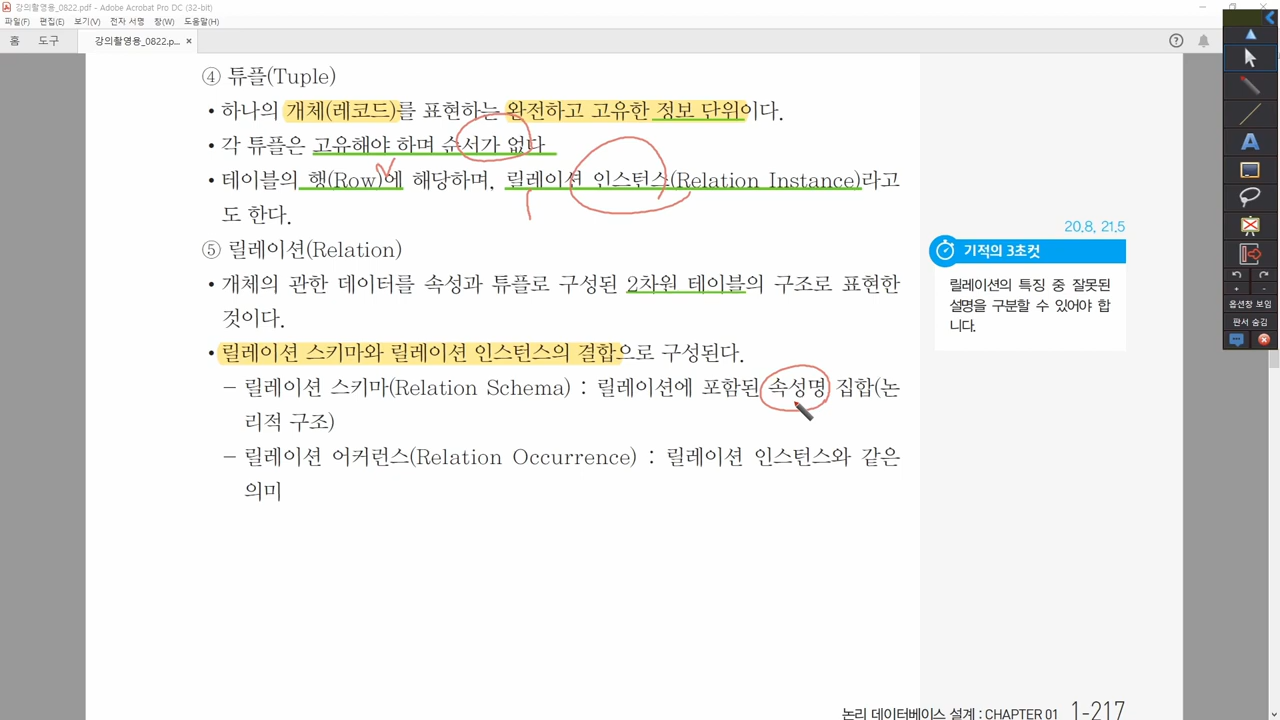 강의촬영용_0822.pdf - Adobe Acrobat Pro DC (32-bit)
파일(F) 편집(E) 보기(V) 전자 서명 창(W) 도움말(H)
홈 도구 강의촬영용_0822.p... ×
④ 튜플(Tuple)
• 하나의 개체(레코드)를 표현하는 완전하고 고유한 정보 단위이다.
• 각 튜플은 고유해야 하며 순서가 없다
• 테이블의 행(Row)에 해당하며, 릴레이션 인스턴스(Relation Instance)라고
도 한다.
⑤ 릴레이션(Relation)
• 개체의 관한 데이터를 속성과 튜플로 구성된 2차원 테이블의 구조로 표현한
것이다.
• 릴레이션 스키마와 릴레이션 인스턴스의 결합으로 구성된다.
- 릴레이션 스키마(Relation Schema) : 릴레이션에 포함된 속성명 집합(논
리적 구조)
- 릴레이션 어커런스(Relation Occurrence) : 릴레이션 인스턴스와 같은
의미
20.8, 21.5
기적의 3초컷
릴레이션의 특징 중 잘못된
설명을 구분할 수 있어야 합
니다.
옵션창 보임
판서 숨김
논리 데이터베이스 설계 : CHAPTER 01 1-217